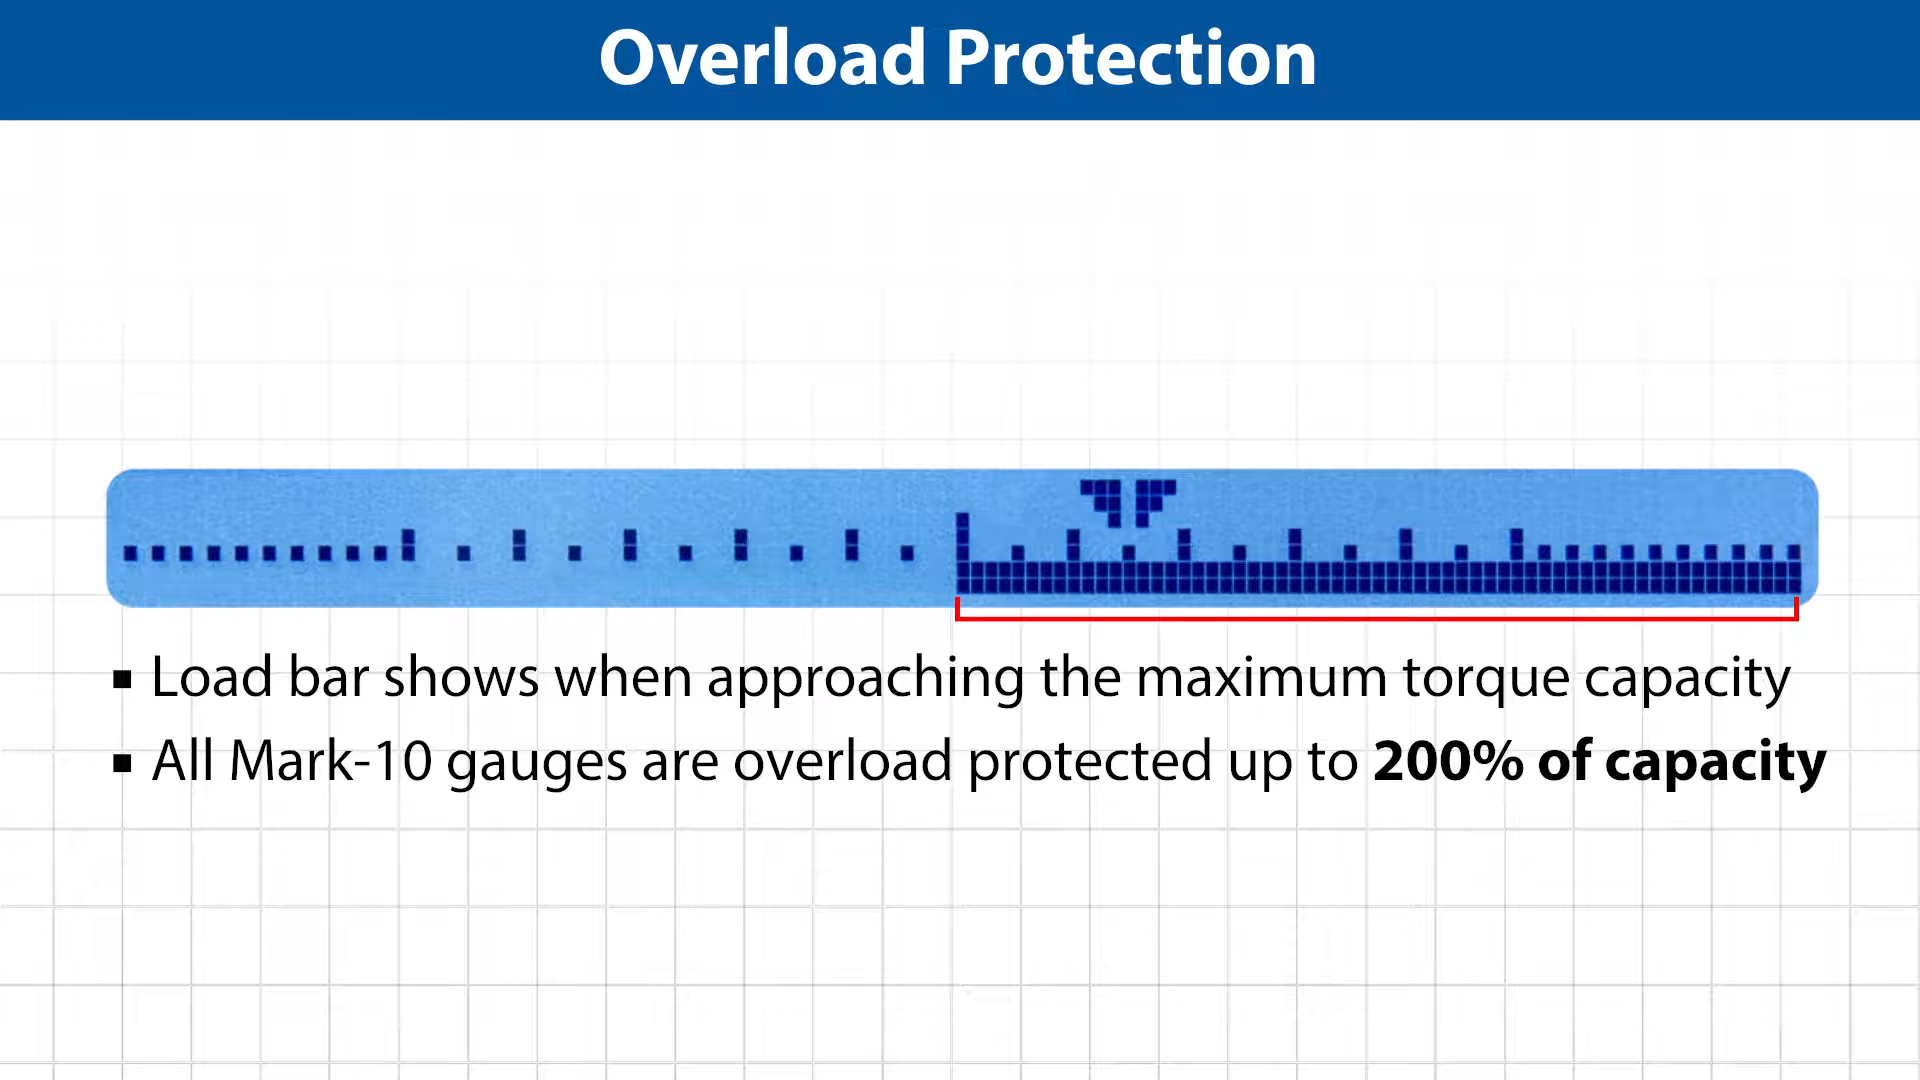 Overload Protection
▪ Load bar shows when approaching the maximum torque capacity
▪ All Mark-10 gauges are overload protected up to 200% of capacity